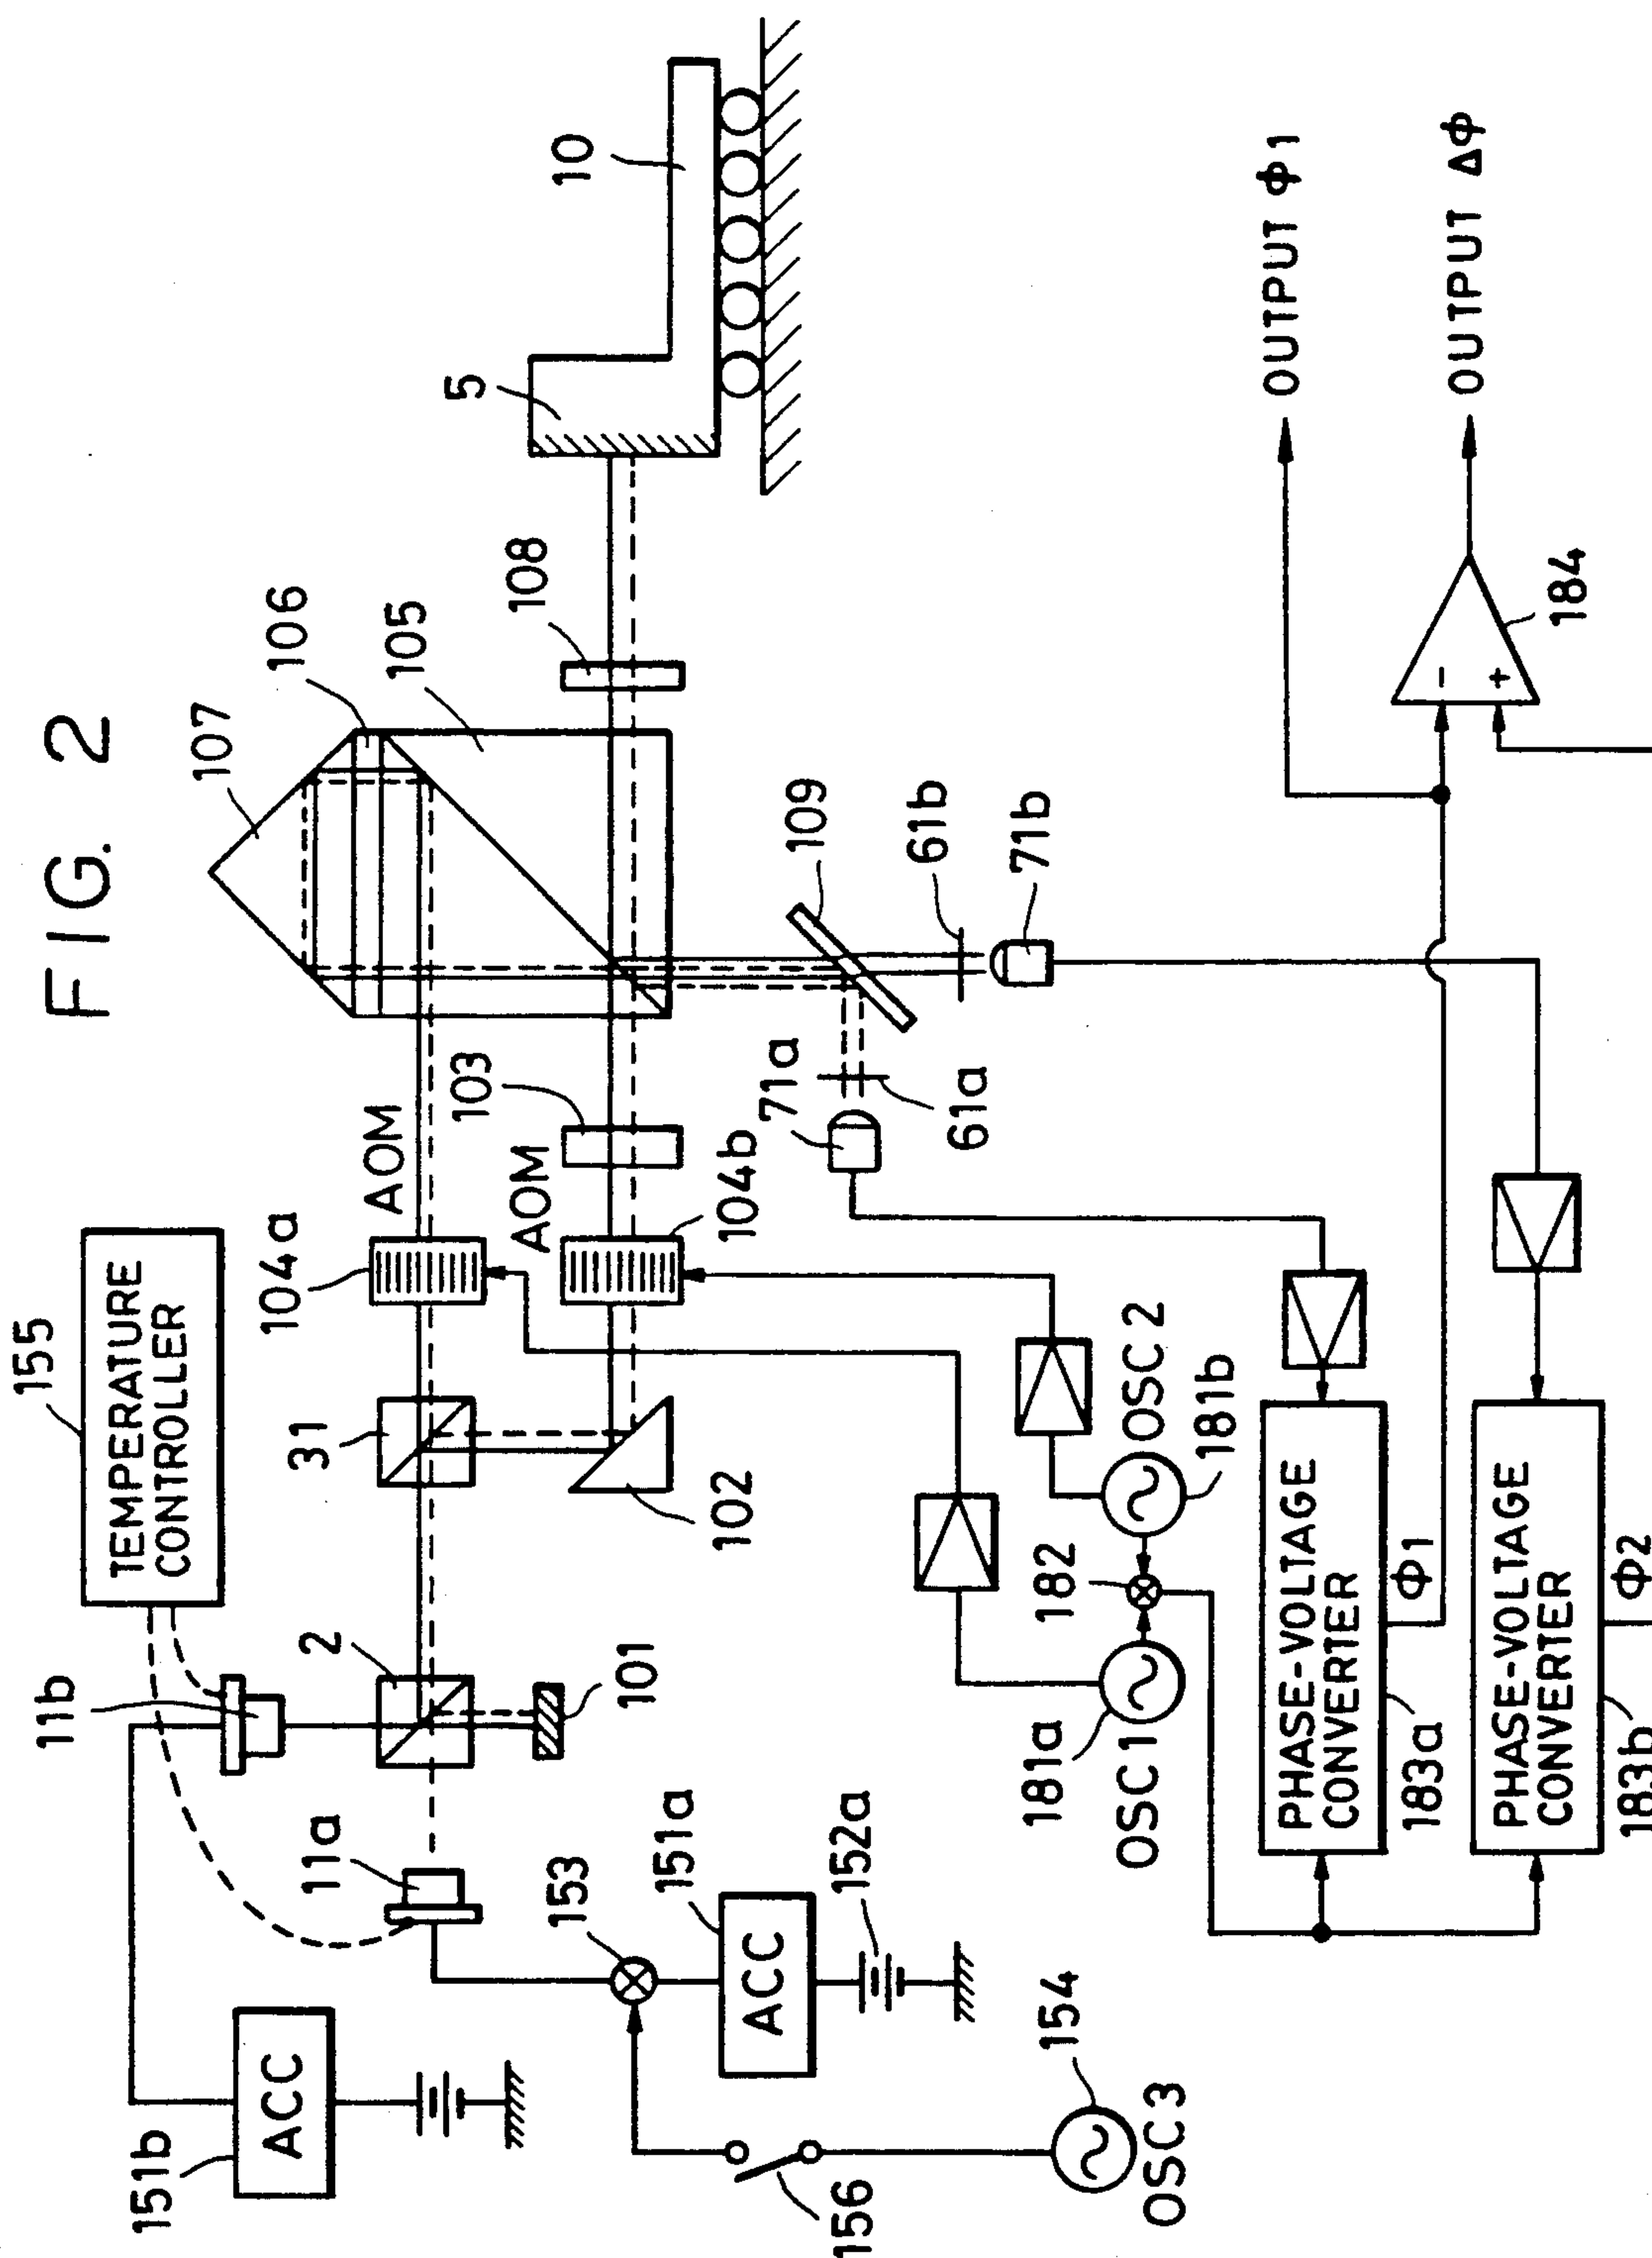 FIG. 2
155
TEMPERATURE
CONTROLLER
151b
ACC
11b
11a
2
101
31
102
104a
AOM
AOM
104b
103
107
106
105
108
5
10
109
61b
71b
71a
61a
153
151a
ACC
152a
156
154
OSC 3
181a
OSC 1
182
OSC 2
181b
PHASE-VOLTAGE
CONVERTER
183a
Φ1
PHASE-VOLTAGE
CONVERTER
183b
Φ2
−
+
184
OUTPUT Φ1
OUTPUT ΔΦ